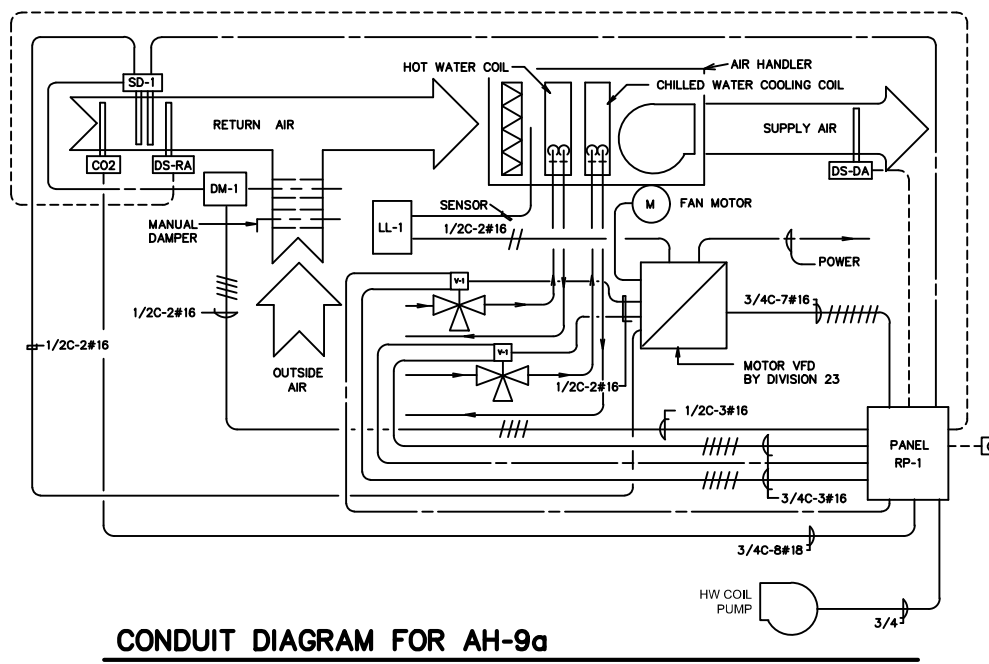 AIR HANDLER
HOT WATER COIL
CHILLED WATER COOLING COIL
SD-1
RETURN AIR
SUPPLY AIR
CO2
DS-RA
DS-DA
DM-1
SENSOR
M
FAN MOTOR
LL-1
1/2C-2#16
MANUAL
DAMPER
POWER
V-1
3/4C-7#16
1/2C-2#16
1/2C-2#16
V-1
OUTSIDE
AIR
MOTOR VFD
BY DIVISION 23
1/2C-2#16
1/2C-3#16
PANEL
RP-1
3/4C-3#16
3/4C-8#18
HW COIL
PUMP
3/4
CONDUIT DIAGRAM FOR AH-9a